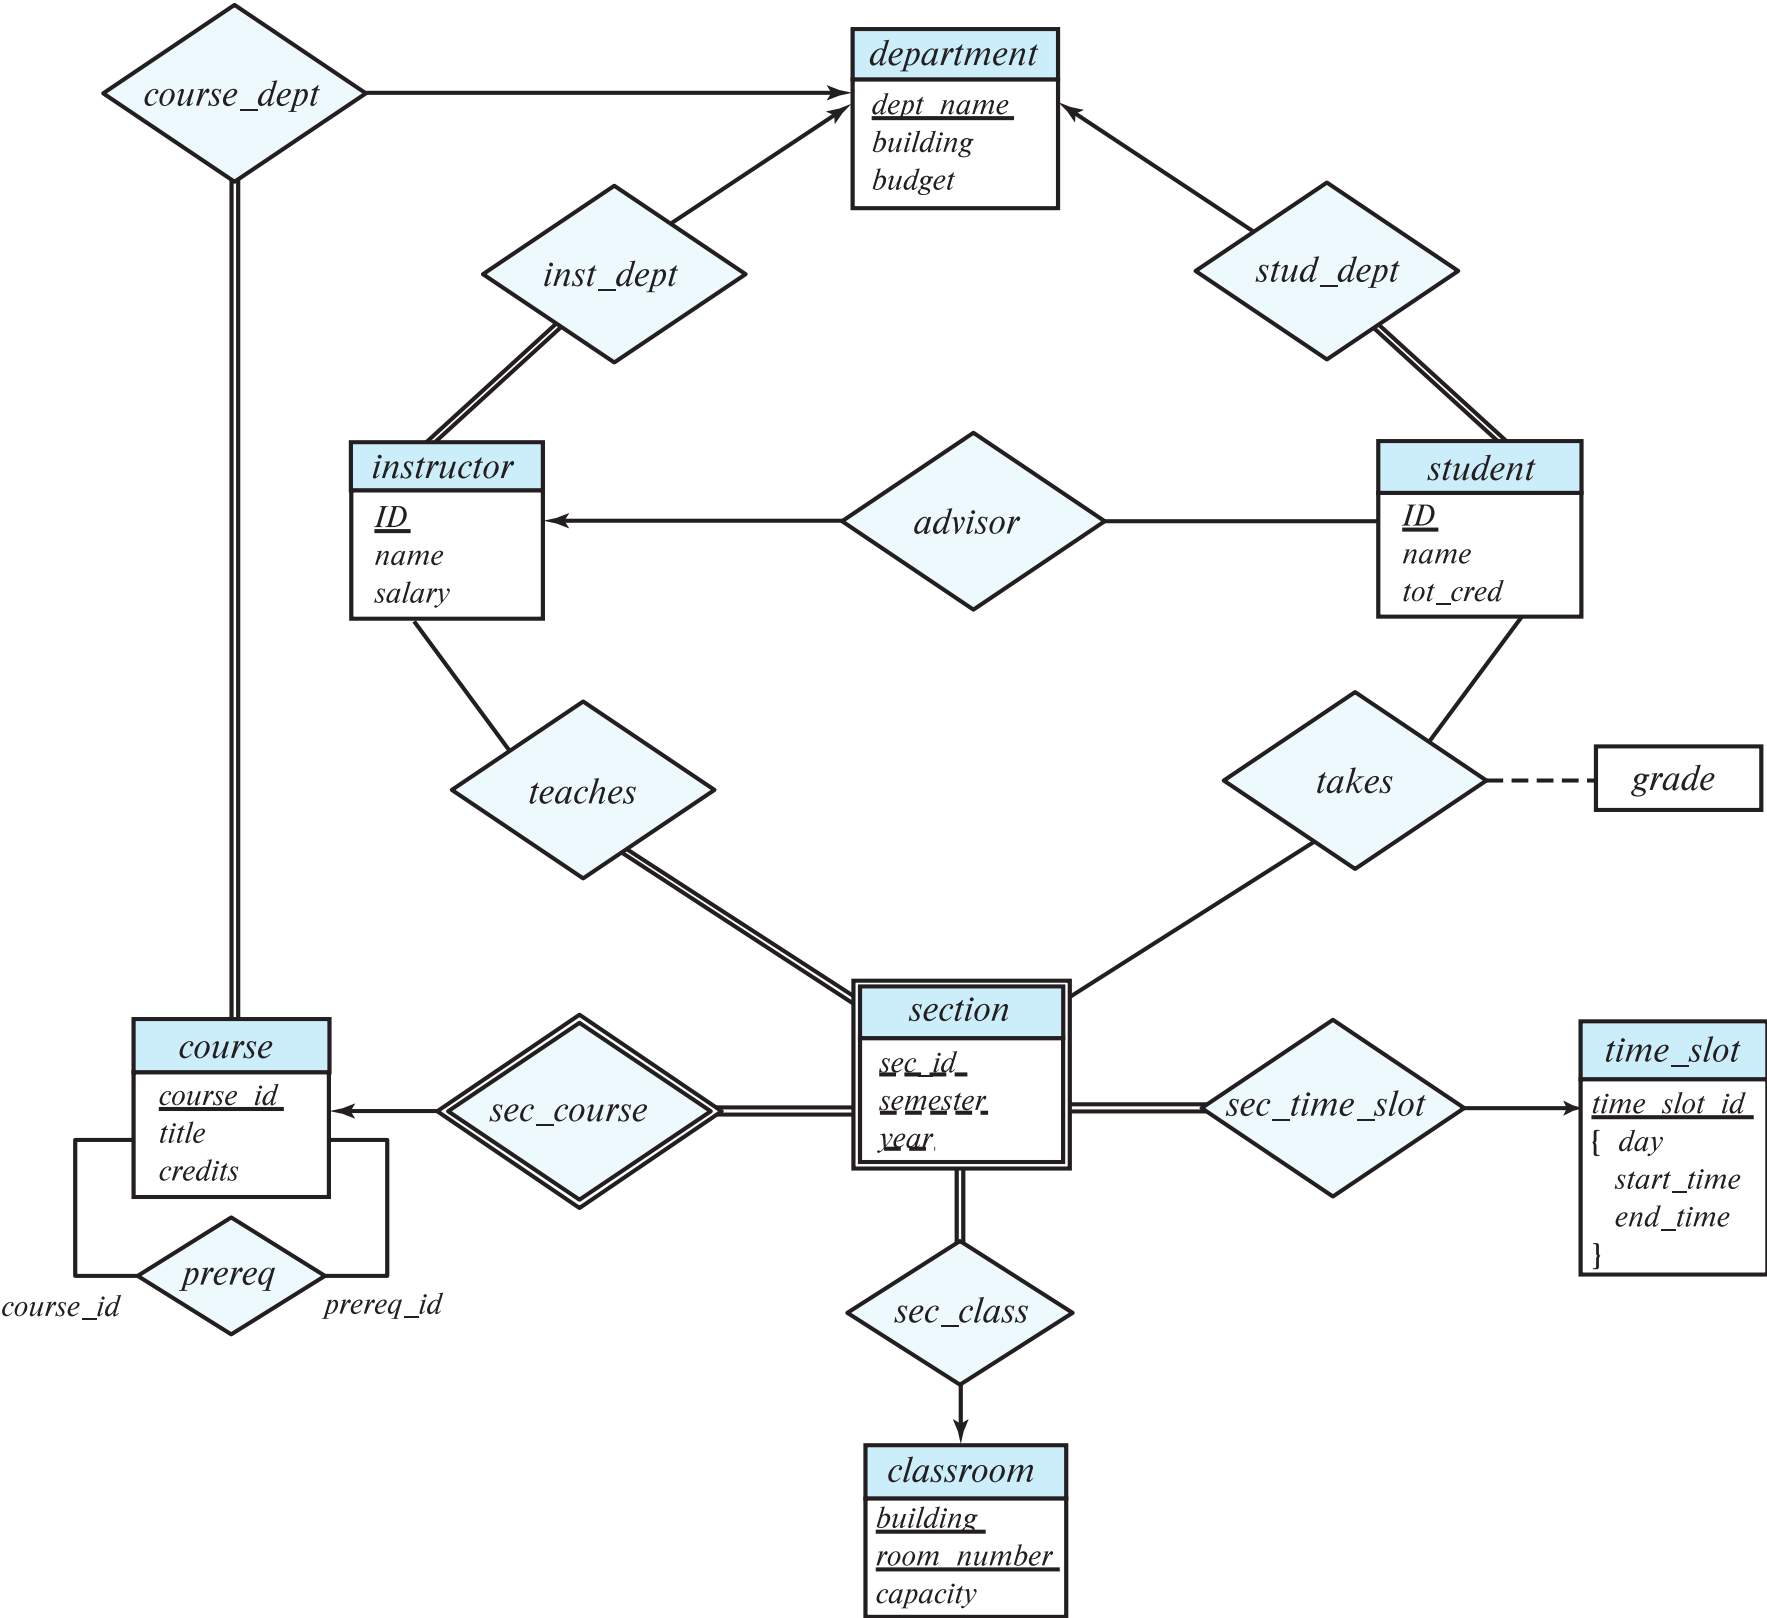 department
dept_name
building
budget
course_dept
inst_dept
stud_dept
instructor
ID
name
salary
advisor
student
ID
name
tot_cred
teaches
takes
grade
section
sec_id
semester
year
course
course_id
title
credits
sec_course
sec_time_slot
time_slot
time_slot_id
{ day
start_time
end_time
}
prereq
course_id
prereq_id
sec_class
classroom
building
room_number
capacity